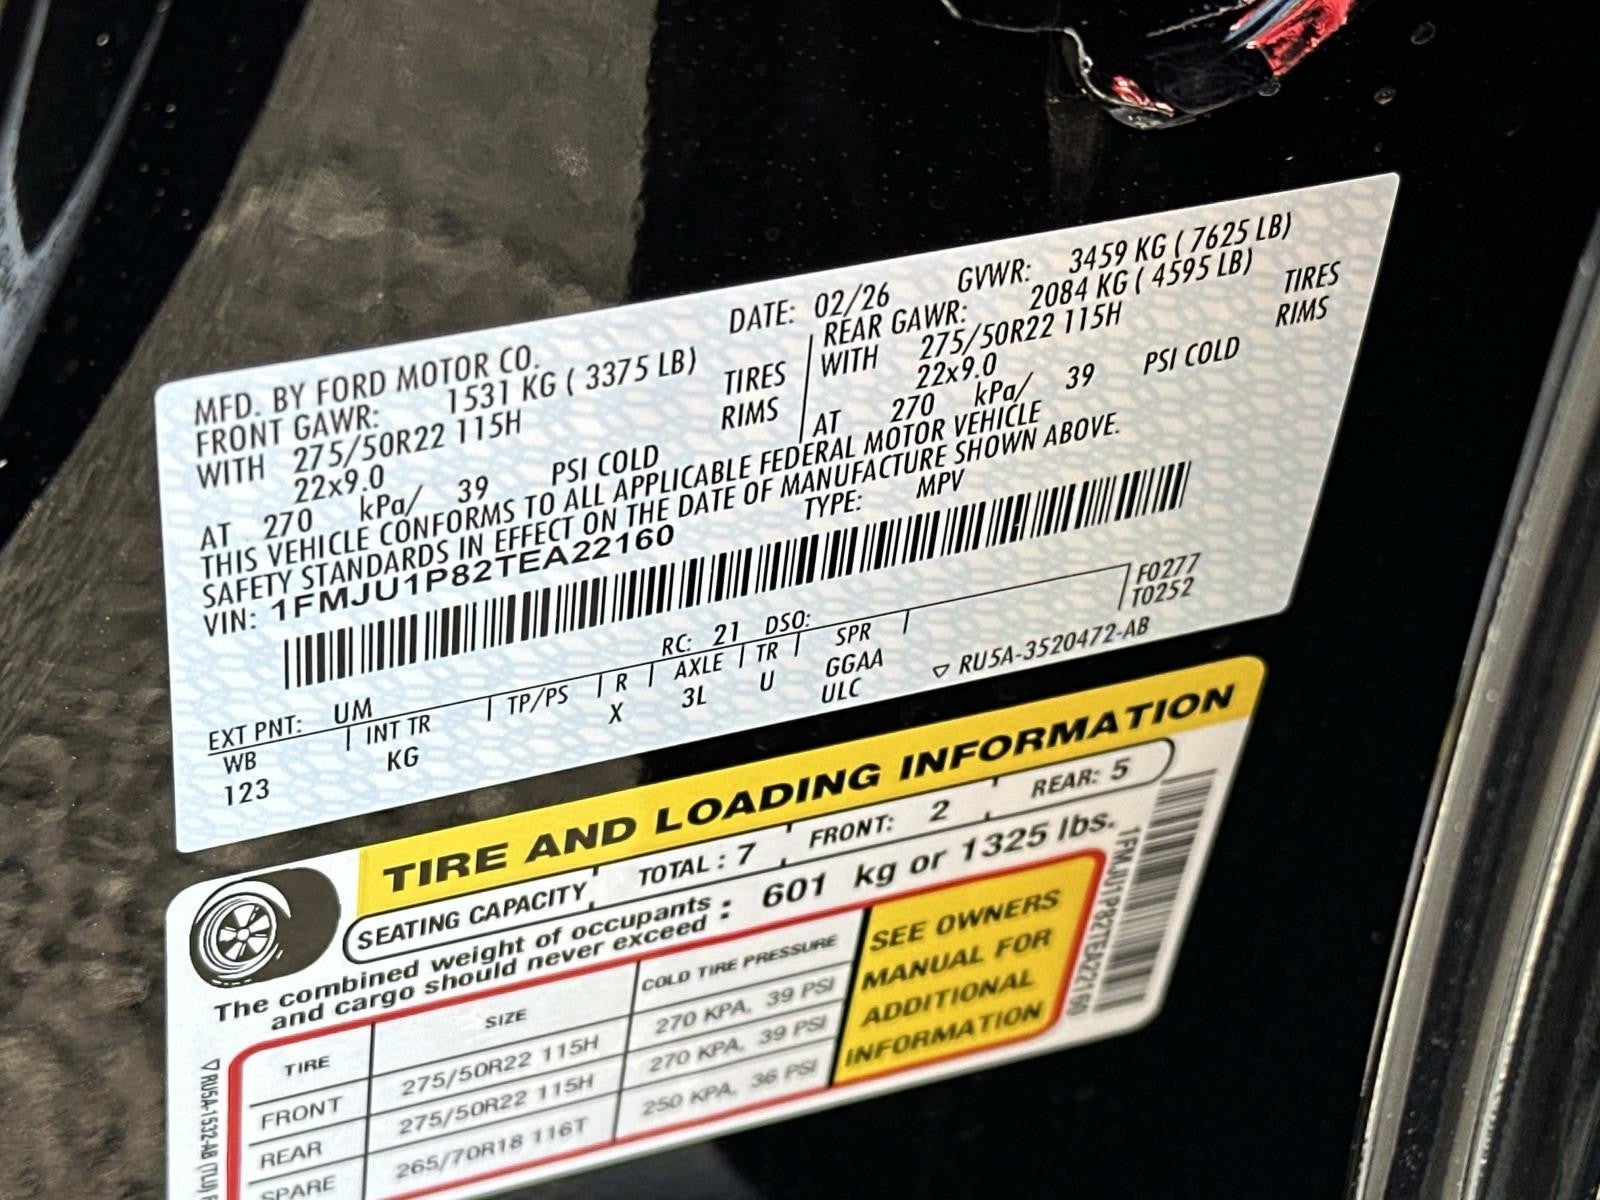 MFD. BY FORD MOTOR CO.
DATE: 02/26 GVWR: 3459 KG ( 7625 LB)
FRONT GAWR: 1531 KG ( 3375 LB)
WITH 275/50R22 115H TIRES
22x9.0 RIMS
AT 270 kPa/ 39 PSI COLD
REAR GAWR: 2084 KG ( 4595 LB)
WITH 275/50R22 115H TIRES
22x9.0 RIMS
AT 270 kPa/ 39 PSI COLD
THIS VEHICLE CONFORMS TO ALL APPLICABLE FEDERAL MOTOR VEHICLE
SAFETY STANDARDS IN EFFECT ON THE DATE OF MANUFACTURE SHOWN ABOVE.
VIN: 1FMJU1P82TEA22160 TYPE: MPV
F0277
T0252
EXT PNT: UM RC: 21 DSO:
WB INT TR TP/PS R AXLE TR SPR
123 KG X 3L U GGAA
ULC
▽ RU5A-3520472-AB
TIRE AND LOADING INFORMATION
SEATING CAPACITY TOTAL : 7 FRONT: 2 REAR: 5
The combined weight of occupants
and cargo should never exceed : 601 kg or 1325 lbs.
TIRE SIZE COLD TIRE PRESSURE
FRONT 275/50R22 115H 270 KPA, 39 PSI
REAR 275/50R22 115H 270 KPA, 39 PSI
SPARE 265/70R18 116T 250 KPA, 36 PSI
SEE OWNERS
MANUAL FOR
ADDITIONAL
INFORMATION
1FMJU1P82TEA22160
▽ RU5A-1532-AB (TLU)